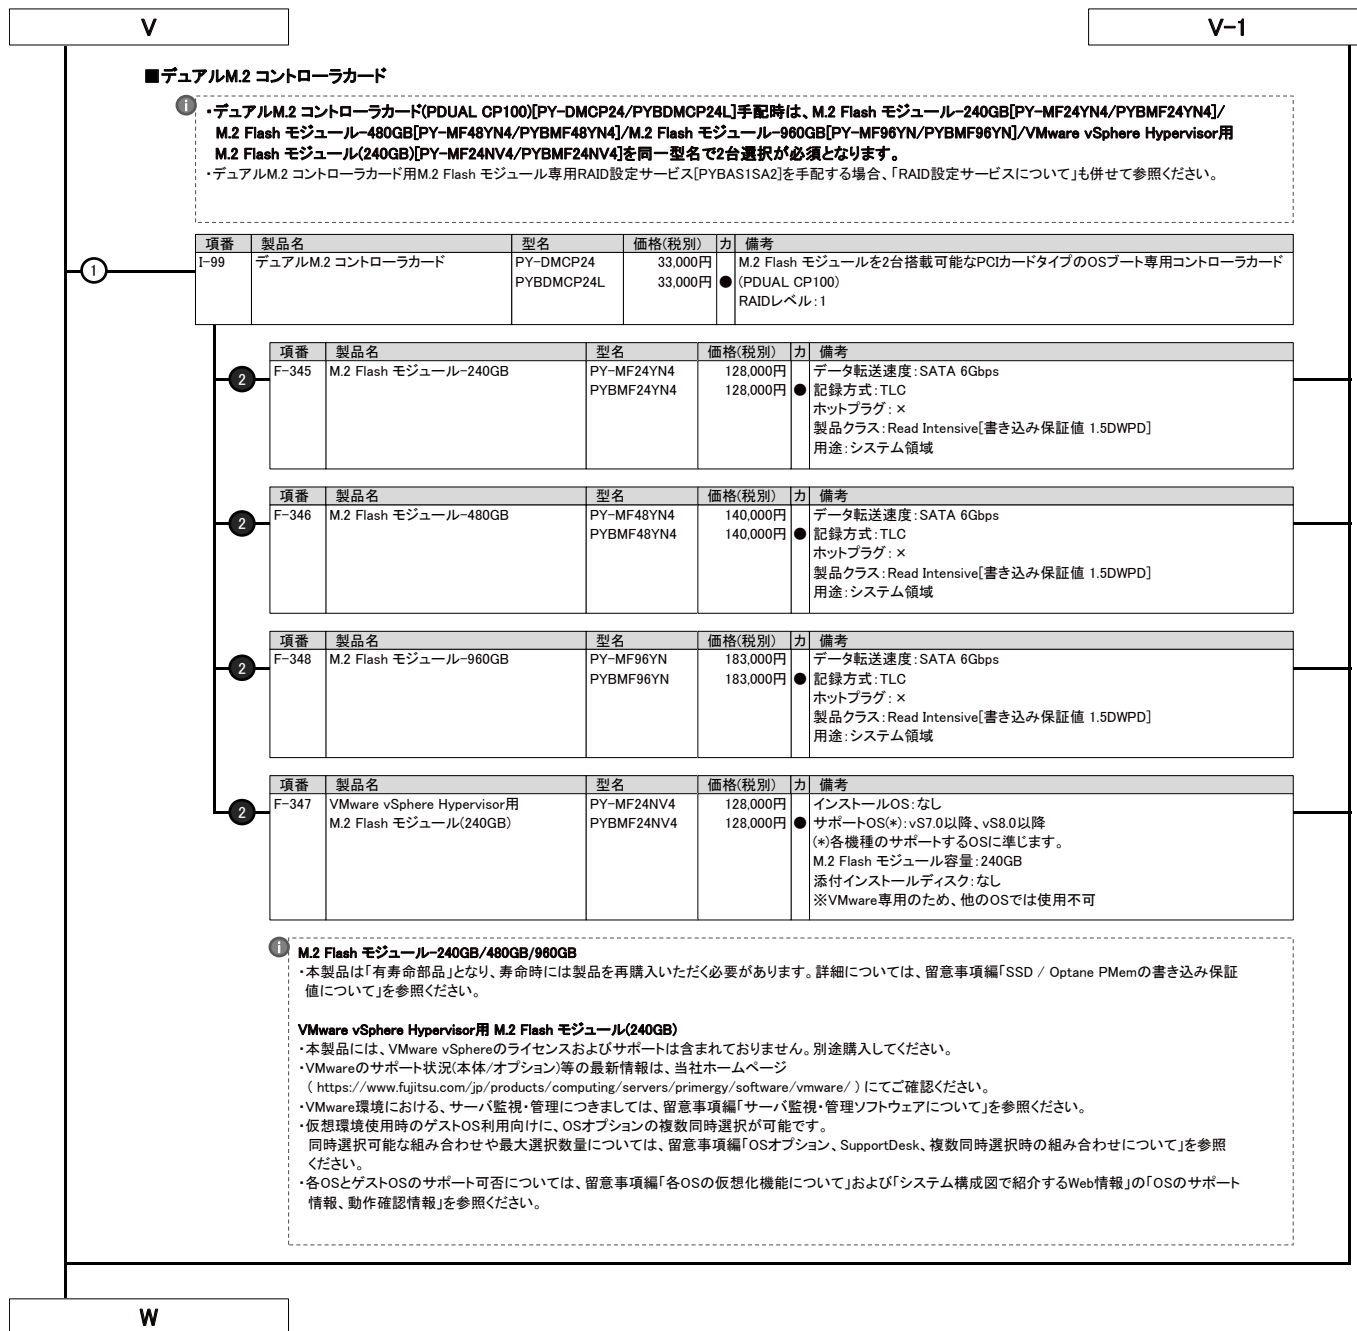 V
V-1
■デュアルM.2 コントローラカード
i
・デュアルM.2 コントローラカード(PDUAL CP100)[PY-DMCP24/PYBDMCP24L]手配時は、M.2 Flash モジュール-240GB[PY-MF24YN4/PYBMF24YN4]/
M.2 Flash モジュール-480GB[PY-MF48YN4/PYBMF48YN4]/M.2 Flash モジュール-960GB[PY-MF96YN/PYBMF96YN]/VMware vSphere Hypervisor用
M.2 Flash モジュール(240GB)[PY-MF24NV4/PYBMF24NV4]を同一型名で2台選択が必須となります。
・デュアルM.2 コントローラカード用M.2 Flash モジュール専用RAID設定サービス[PYBAS1SA2]を手配する場合、「RAID設定サービスについて」も併せて参照ください。
項番 製品名 型名 価格(税別) カ 備考
1
I-99 デュアルM.2 コントローラカード PY-DMCP24 33,000円 M.2 Flash モジュールを2台搭載可能なPCIカードタイプのOSブート専用コントローラカード
PYBDMCP24L 33,000円 ● (PDUAL CP100)
RAIDレベル:1
項番 製品名 型名 価格(税別) カ 備考
2
F-345 M.2 Flash モジュール-240GB PY-MF24YN4 128,000円 データ転送速度:SATA 6Gbps
PYBMF24YN4 128,000円 ● 記録方式:TLC
ホットプラグ:×
製品クラス:Read Intensive[書き込み保証値 1.5DWPD]
用途:システム領域
項番 製品名 型名 価格(税別) カ 備考
2
F-346 M.2 Flash モジュール-480GB PY-MF48YN4 140,000円 データ転送速度:SATA 6Gbps
PYBMF48YN4 140,000円 ● 記録方式:TLC
ホットプラグ:×
製品クラス:Read Intensive[書き込み保証値 1.5DWPD]
用途:システム領域
項番 製品名 型名 価格(税別) カ 備考
2
F-348 M.2 Flash モジュール-960GB PY-MF96YN 183,000円 データ転送速度:SATA 6Gbps
PYBMF96YN 183,000円 ● 記録方式:TLC
ホットプラグ:×
製品クラス:Read Intensive[書き込み保証値 1.5DWPD]
用途:システム領域
項番 製品名 型名 価格(税別) カ 備考
2
F-347 VMware vSphere Hypervisor用 PY-MF24NV4 128,000円 インストールOS:なし
M.2 Flash モジュール(240GB) PYBMF24NV4 128,000円 ● サポートOS(*):vS7.0以降、vS8.0以降
(*)各機種のサポートするOSに準じます。
M.2 Flash モジュール容量:240GB
添付インストールディスク:なし
※VMware専用のため、他のOSでは使用不可
i
M.2 Flash モジュール-240GB/480GB/960GB
・本製品は「有寿命部品」となり、寿命時には製品を再購入いただく必要があります。詳細については、留意事項編「SSD / Optane PMemの書き込み保証
値について」を参照ください。
VMware vSphere Hypervisor用 M.2 Flash モジュール(240GB)
・本製品には、VMware vSphereのライセンスおよびサポートは含まれておりません。別途購入してください。
・VMwareのサポート状況(本体/オプション)等の最新情報は、当社ホームページ
( https://www.fujitsu.com/jp/products/computing/servers/primergy/software/vmware/ ) にてご確認ください。
・VMware環境における、サーバ監視・管理につきましては、留意事項編「サーバ監視・管理ソフトウェアについて」を参照ください。
・仮想環境使用時のゲストOS利用向けに、OSオプションの複数同時選択が可能です。
同時選択可能な組み合わせや最大選択数量については、留意事項編「OSオプション、SupportDesk、複数同時選択時の組み合わせについて」を参照
ください。
・各OSとゲストOSのサポート可否については、留意事項編「各OSの仮想化機能について」および「システム構成図で紹介するWeb情報」の「OSのサポート
情報、動作確認情報」を参照ください。
W